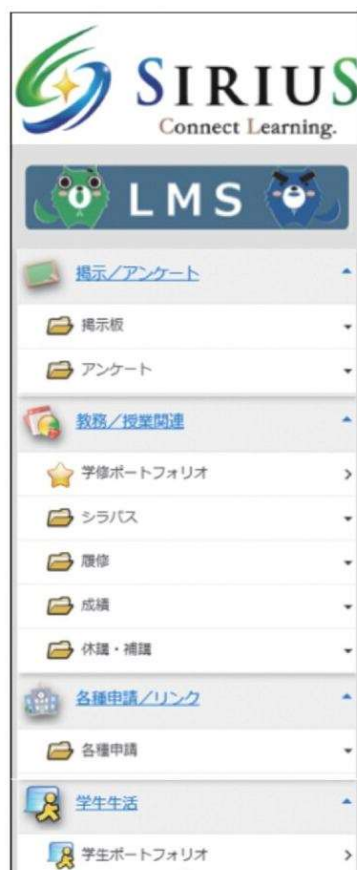 SIRIUS
Connect Learning.
LMS
掲示／アンケート
掲示板
アンケート
教務／授業関連
学修ポートフォリオ
シラバス
履修
成績
休講・補講
各種申請／リンク
各種申請
学生生活
学生ポートフォリオ